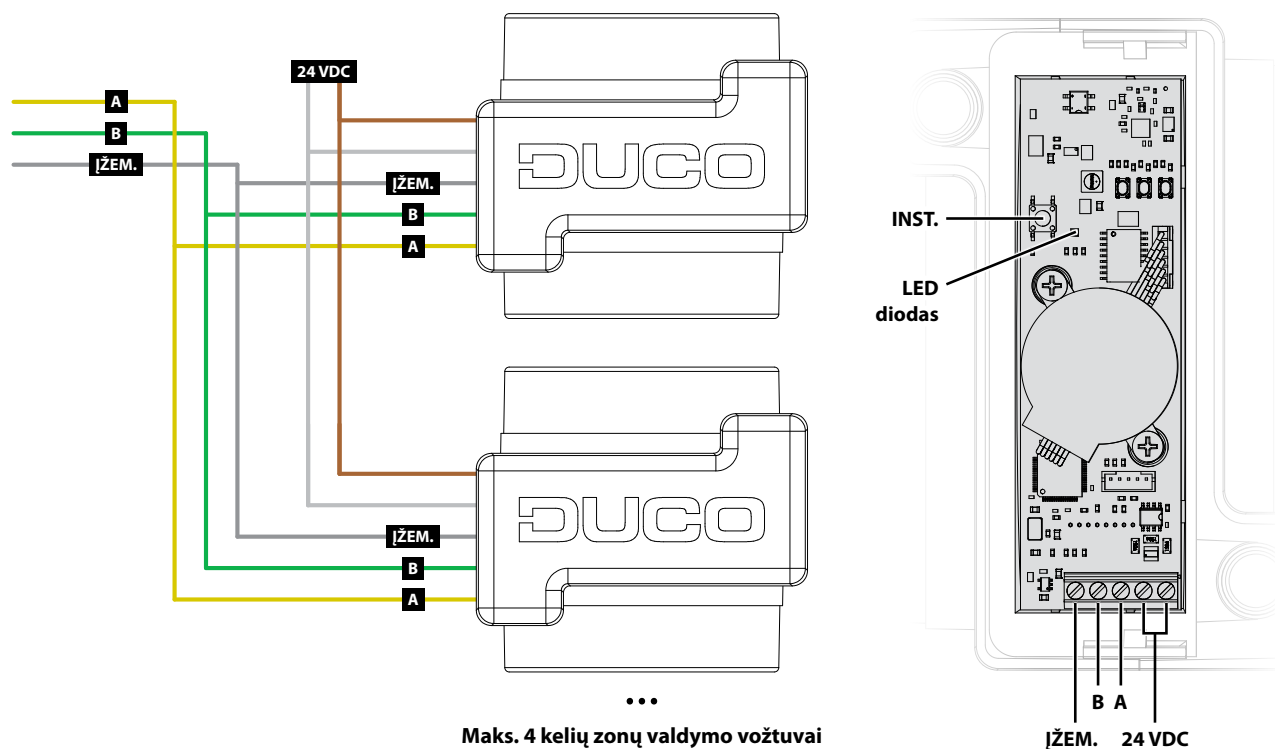 24 VDC
A
B
ĮŽEM.
DUCO
ĮŽEM.
B
A
DUCO
ĮŽEM.
B
A
...
Maks. 4 kelių zonų valdymo vožtuvai
INST.
LED
diodas
B A
ĮŽEM. 24 VDC